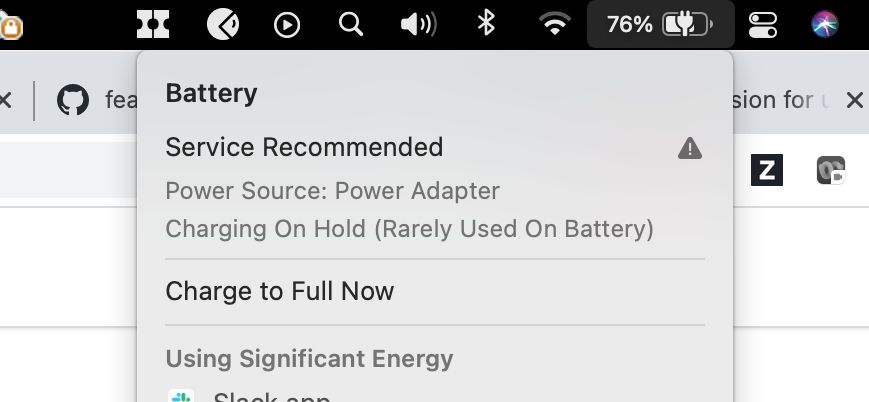 76%
fea
sion for u
Z
Battery
Service Recommended
Power Source: Power Adapter
Charging On Hold (Rarely Used On Battery)
Charge to Full Now
Using Significant Energy
Slack.app